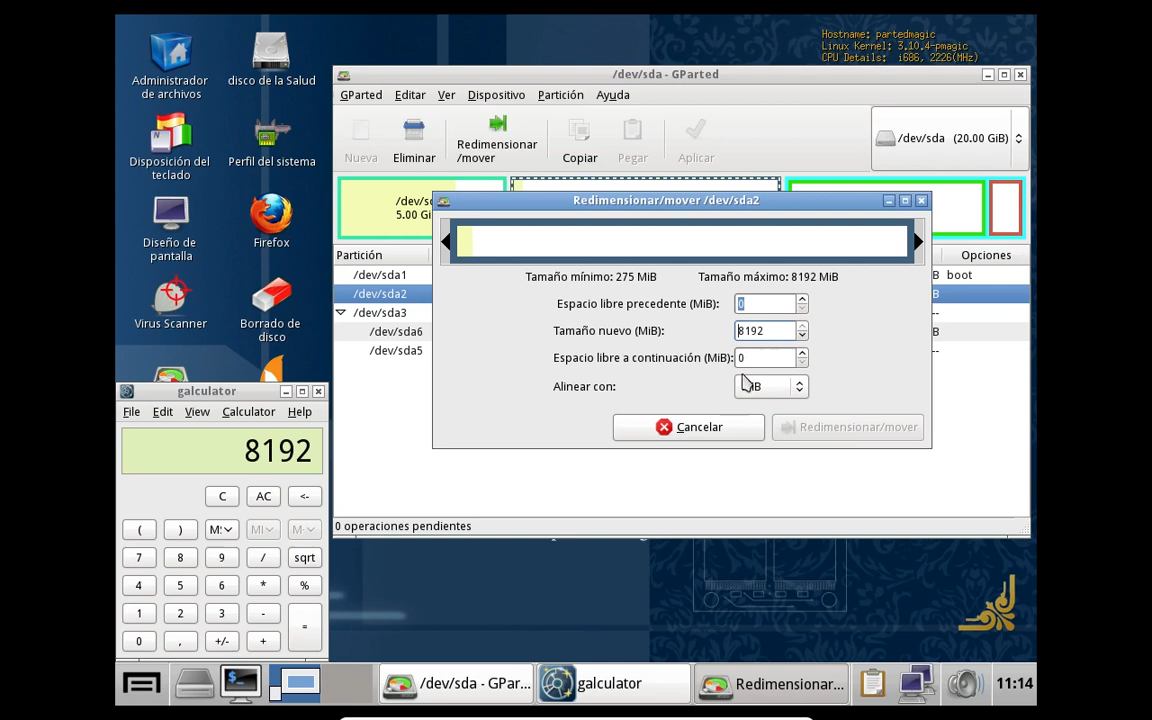 Hostname: partedmagic
Linux Kernel: 3.10.4-pmagic
CPU Details: i686, 2226(MHz)
Administrador
de archivos
disco de la Salud
Disposición del
teclado
Perfil del sistema
Diseño de
pantalla
Firefox
Virus Scanner
Borrado de
disco
/dev/sda - GParted
GParted Editar Ver Dispositivo Partición Ayuda
Nueva
Eliminar
Redimensionar
/mover
Copiar
Pegar
Aplicar
/dev/sda (20.00 GiB)
5.00
Partición
Opciones
/dev/sda1
boot
/dev/sda2
/dev/sda3
/dev/sda6
/dev/sda5
0 operaciones pendientes
Redimensionar/mover /dev/sda2
Tamaño mínimo: 275 MiB Tamaño máximo: 8192 MiB
Espacio libre precedente (MiB): 0
Tamaño nuevo (MiB): 8192
Espacio libre a continuación (MiB): 0
Alinear con:
Cancelar
Redimensionar/mover
galculator
File Edit View Calculator Help
8192
C AC <-
( )
7 8 9 / sqrt
4 5 6 * %
1 2 3 - =
0 , +/- +
/dev/sda - GPar...
galculator
Redimensionar...
11:14